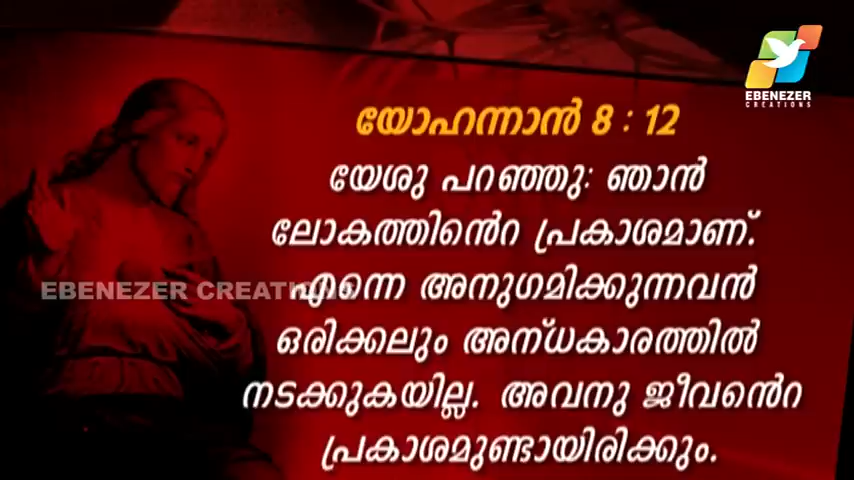 EBENEZER
CREATIONS
യോഹന്നാൻ 8 : 12
യേശു പറഞ്ഞു: ഞാൻ
ലോകത്തിൻെറ പ്രകാശമാണ്.
എന്നെ അനുഗമിക്കുന്നവൻ
EBENEZER CREATIONS
ഒരിക്കലും അന്ധകാരത്തിൽ
നടക്കുകയില്ല. അവനു ജീവൻെറ
പ്രകാശമുണ്ടായിരിക്കും.